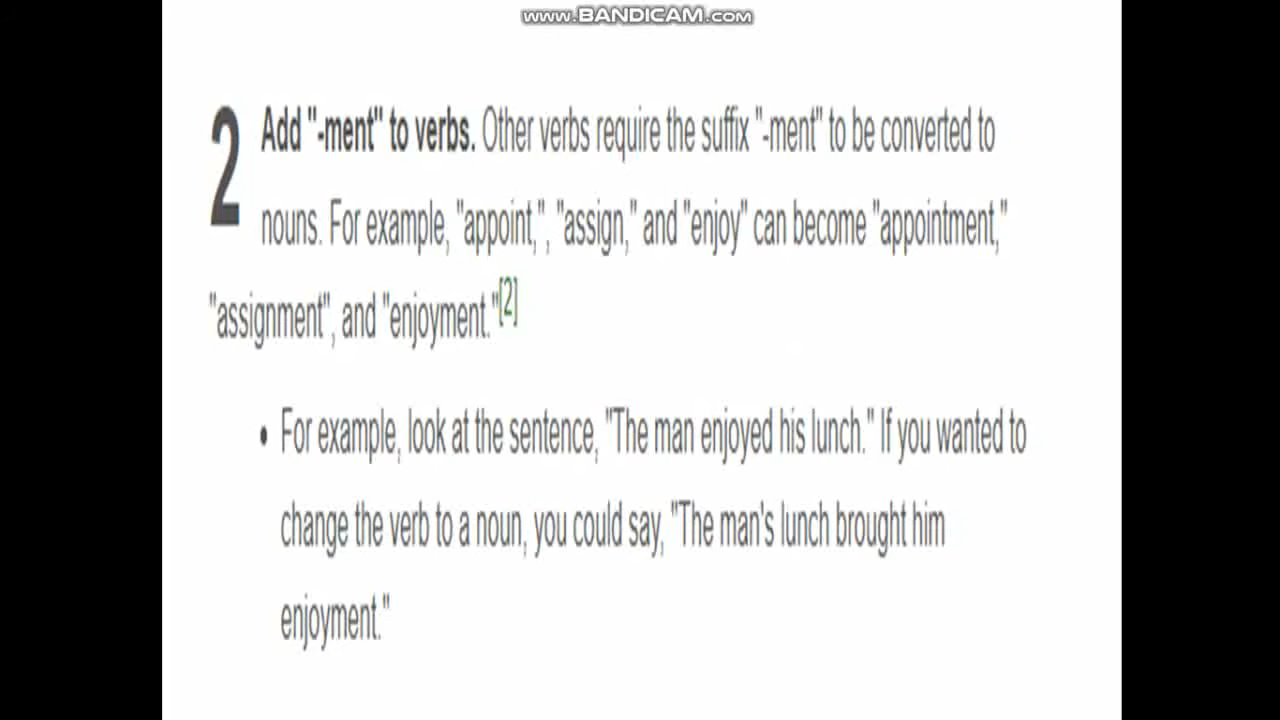 www.BANDICAM.com
2 Add "-ment" to verbs. Other verbs require the suffix "-ment" to be converted to
nouns. For example, "appoint,", "assign," and "enjoy" can become "appointment,"
"assignment", and "enjoyment."[2]
• For example, look at the sentence, "The man enjoyed his lunch." If you wanted to
change the verb to a noun, you could say, "The man's lunch brought him
enjoyment."